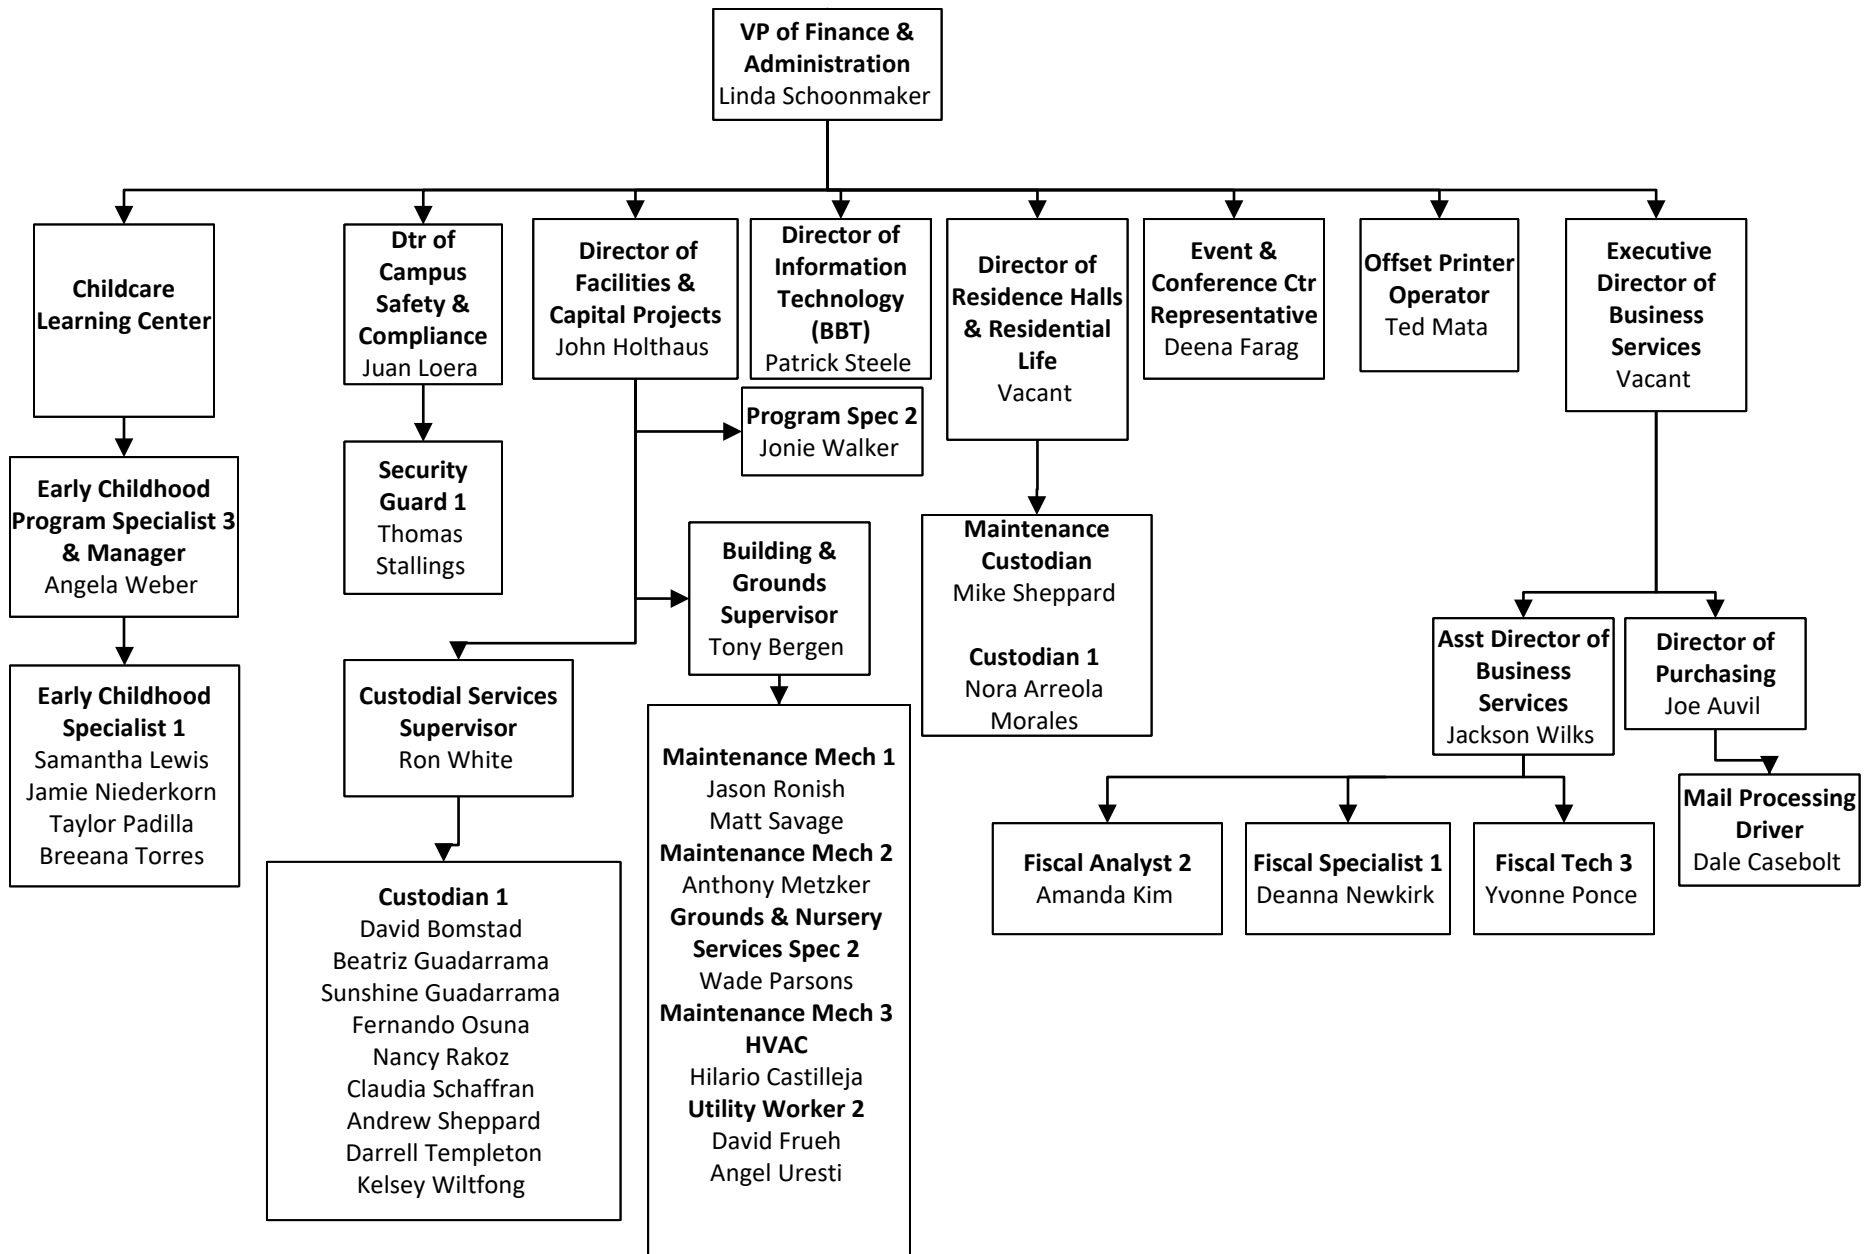 VP of Finance &
Administration
Linda Schoonmaker
Childcare
Learning Center
Dtr of
Campus
Safety &
Compliance
Juan Loera
Director of
Facilities &
Capital Projects
John Holthaus
Director of
Information
Technology
(BBT)
Patrick Steele
Director of
Residence Halls
& Residential
Life
Vacant
Event &
Conference Ctr
Representative
Deena Farag
Offset Printer
Operator
Ted Mata
Executive
Director of
Business
Services
Vacant
Program Spec 2
Jonie Walker
Early Childhood
Program Specialist 3
& Manager
Angela Weber
Security
Guard 1
Thomas
Stallings
Building &
Grounds
Supervisor
Tony Bergen
Maintenance
Custodian
Mike Sheppard
Custodian 1
Nora Arreola
Morales
Asst Director of
Business
Services
Jackson Wilks
Director of
Purchasing
Joe Auvil
Early Childhood
Specialist 1
Samantha Lewis
Jamie Niederkorn
Taylor Padilla
Breeana Torres
Custodial Services
Supervisor
Ron White
Maintenance Mech 1
Jason Ronish
Matt Savage
Maintenance Mech 2
Anthony Metzker
Grounds & Nursery
Services Spec 2
Wade Parsons
Maintenance Mech 3
HVAC
Hilario Castilleja
Utility Worker 2
David Frueh
Angel Uresti
Mail Processing
Driver
Dale Casebolt
Fiscal Analyst 2
Amanda Kim
Fiscal Specialist 1
Deanna Newkirk
Fiscal Tech 3
Yvonne Ponce
Custodian 1
David Bomstad
Beatriz Guadarrama
Sunshine Guadarrama
Fernando Osuna
Nancy Rakoz
Claudia Schaffran
Andrew Sheppard
Darrell Templeton
Kelsey Wiltfong